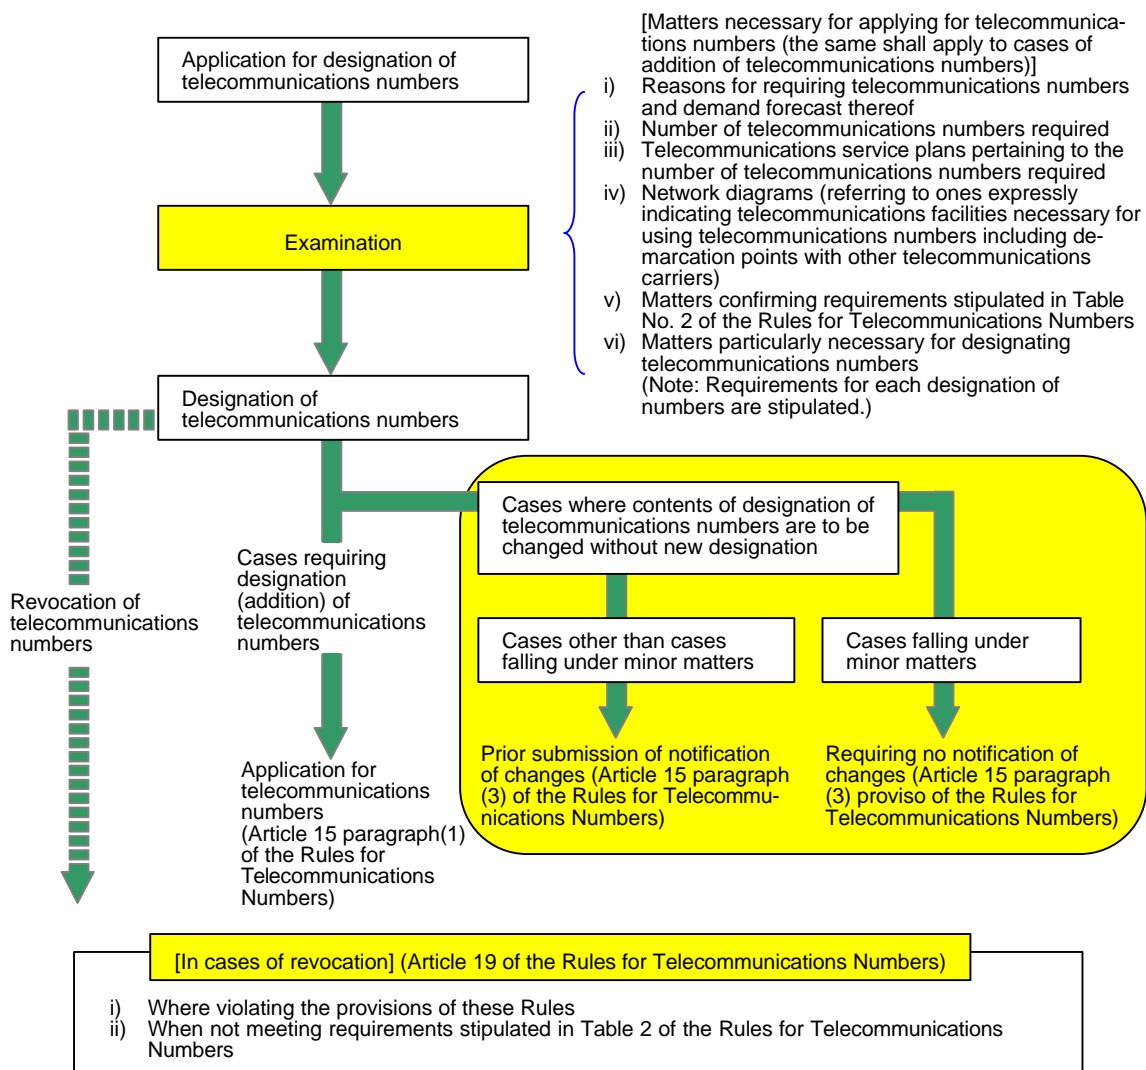 Application for designation of
telecommunications numbers
[Matters necessary for applying for telecommunica-
tions numbers (the same shall apply to cases of
addition of telecommunications numbers)]
i) Reasons for requiring telecommunications numbers
and demand forecast thereof
ii) Number of telecommunications numbers required
iii) Telecommunications service plans pertaining to the
number of telecommunications numbers required
iv) Network diagrams (referring to ones expressly
indicating telecommunications facilities necessary for
using telecommunications numbers including de-
marcation points with other telecommunications
carriers)
v) Matters confirming requirements stipulated in Table
No. 2 of the Rules for Telecommunications Numbers
vi) Matters particularly necessary for designating
telecommunications numbers
(Note: Requirements for each designation of
numbers are stipulated.)
Examination
Designation of
telecommunications numbers
Revocation of
telecommunications
numbers
Cases requiring
designation
(addition) of
telecommunications
numbers
Application for
telecommunications
numbers
(Article 15 paragraph(1)
of the Rules for
Telecommunications
Numbers)
Cases where contents of designation of
telecommunications numbers are to be
changed without new designation
Cases other than cases
falling under minor matters
Prior submission of notification
of changes (Article 15 paragraph
(3) of the Rules for Telecommu-
nications Numbers)
Cases falling under
minor matters
Requiring no notification of
changes (Article 15 paragraph
(3) proviso of the Rules for
Telecommunications Numbers)
[In cases of revocation] (Article 19 of the Rules for Telecommunications Numbers)
i) Where violating the provisions of these Rules
ii) When not meeting requirements stipulated in Table 2 of the Rules for Telecommunications
Numbers